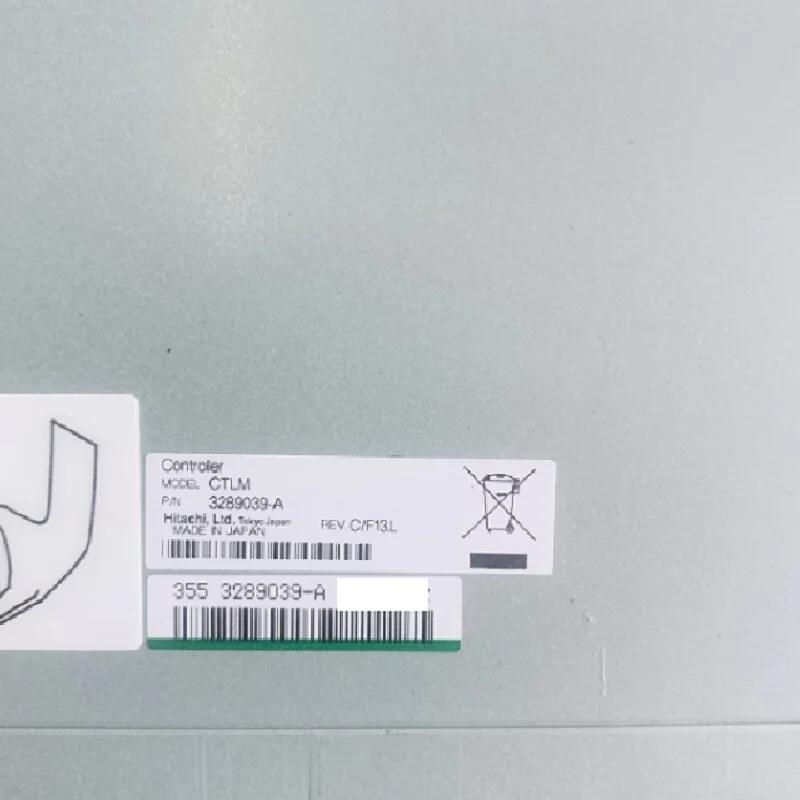 Controller
MODEL CTLM
P/N 3289039-A
Hitachi, Ltd. Tokyo Japan
MADE IN JAPAN
REV. C/F13.L
355 3289039-A